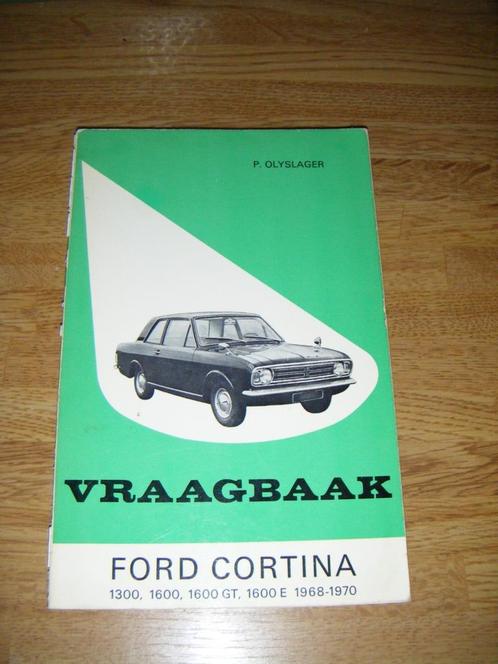 P. OLYSLAGER
VRAAGBAAK
FORD CORTINA
1300, 1600, 1600 GT, 1600 E 1968-1970